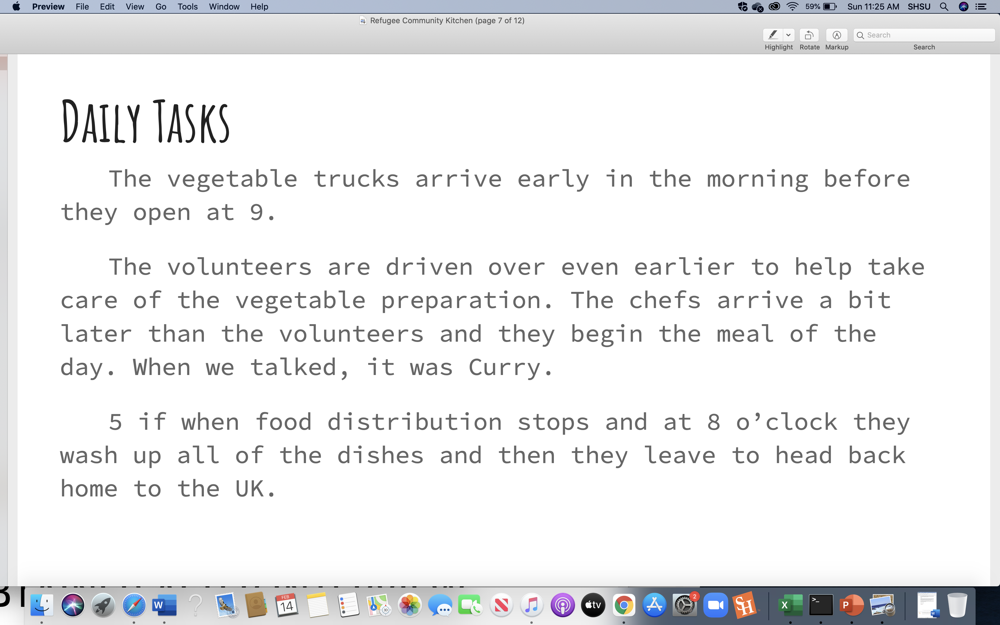 Preview File Edit View Go Tools Window Help 59% Sun 11:25 AM SHSU
Refugee Community Kitchen (page 7 of 12)
Search
Highlight Rotate Markup Search
DAILY TASKS
The vegetable trucks arrive early in the morning before
they open at 9.
The volunteers are driven over even earlier to help take
care of the vegetable preparation. The chefs arrive a bit
later than the volunteers and they begin the meal of the
day. When we talked, it was Curry.
5 if when food distribution stops and at 8 o’clock they
wash up all of the dishes and then they leave to head back
home to the UK.
W ? FEB 14 3D tv 2 SH X >_ P W